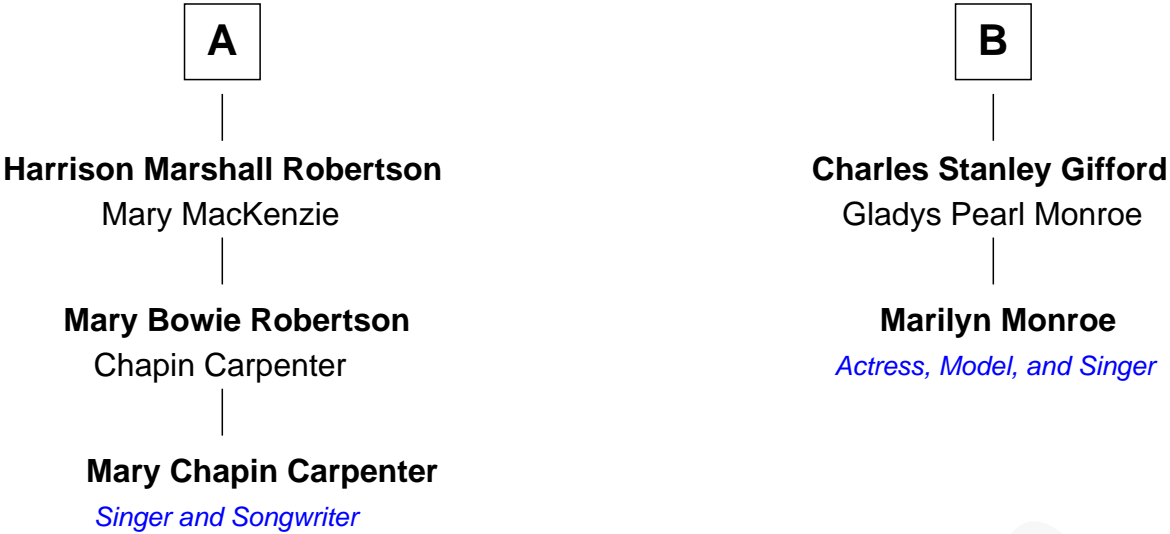 A
Harrison Marshall Robertson
Mary MacKenzie
Mary Bowie Robertson
Chapin Carpenter
Mary Chapin Carpenter
Singer and Songwriter
B
Charles Stanley Gifford
Gladys Pearl Monroe
Marilyn Monroe
Actress, Model, and Singer